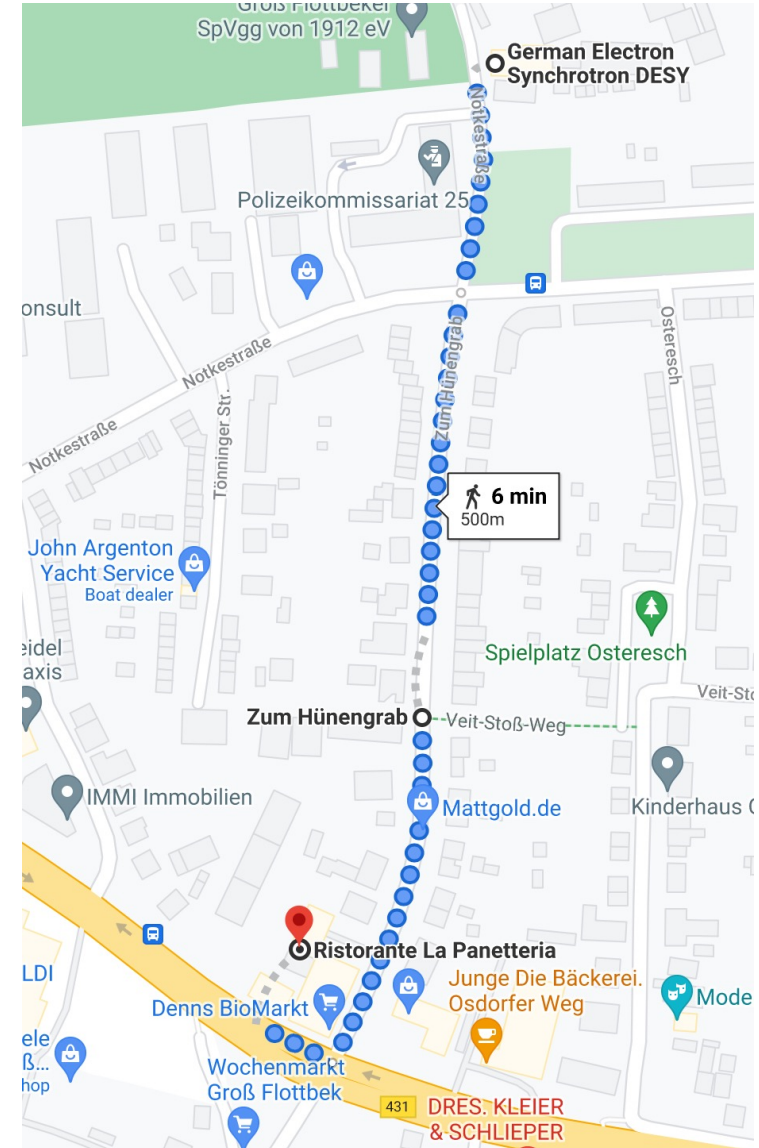 Groß Flottbeker
SpVgg von 1912 eV
German Electron
Synchrotron DESY
Notkestraße
Polizeikommissariat 25
onsult
Osteresch
Zum Hünengrab
Notkestraße
Notkestraße
Tönninger Str.
6 min
500m
John Argenton
Yacht Service
Boat dealer
eidel
axis
Spielplatz Osteresch
Veit-Sto
Zum Hünengrab
Veit-Stoß-Weg
IMMI Immobilien
Mattgold.de
Kinderhaus
Ristorante La Panetteria
LDI
Junge Die Bäckerei.
Osdorfer Weg
Denns BioMarkt
Mode
ele
ß...
hop
Wochenmarkt
Groß Flottbek
431
DRES. KLEIER
& SCHLIEPER